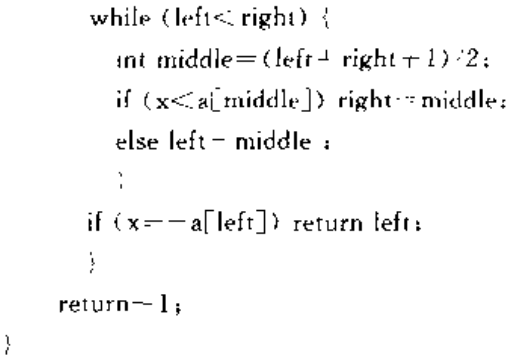 while (left<right) {
int middle=(left+ right+1)/2;
if (x<a[middle]) right=middle;
else left=middle ;
}
if (x==a[left]) return left;
}
return-1;
}